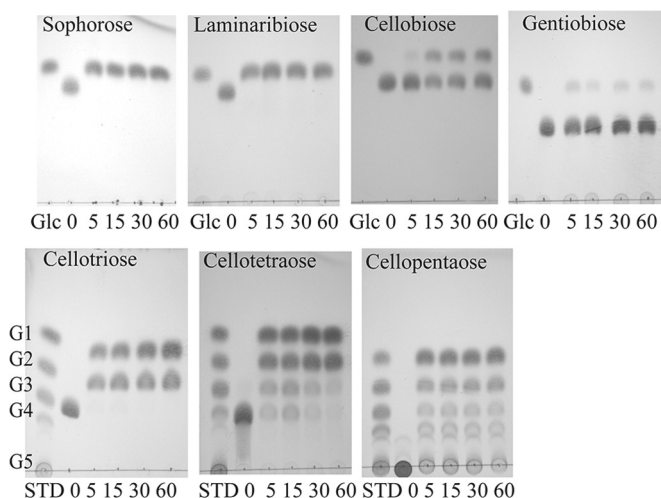 Sophorose Laminaribiose Cellobiose Gentiobiose
Glc 0 5 15 30 60 Glc 0 5 15 30 60 Glc 0 5 15 30 60 Glc 0 5 15 30 60
Cellotriose Cellotetraose Cellopentaose
G1
G2
G3
G4
G5
STD 0 5 15 30 60 STD 0 5 15 30 60 STD 0 5 15 30 60